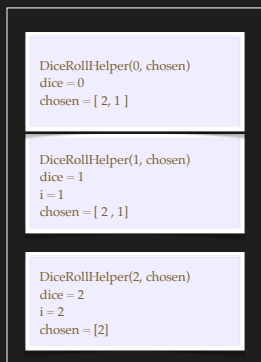 DiceRollHelper(0, chosen)
dice = 0
chosen = [ 2, 1 ]
DiceRollHelper(1, chosen)
dice = 1
i = 1
chosen = [ 2 , 1]
DiceRollHelper(2, chosen)
dice = 2
i = 2
chosen = [2]